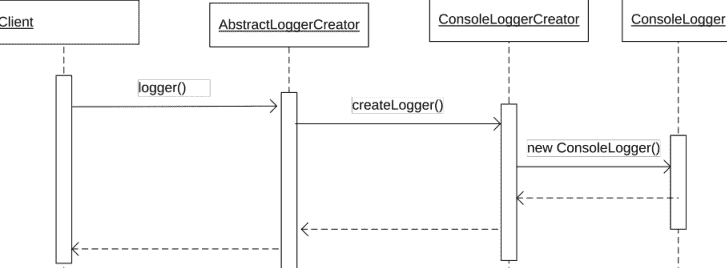 Client
AbstractLoggerCreator
ConsoleLoggerCreator
ConsoleLogger
logger()
createLogger()
new ConsoleLogger()